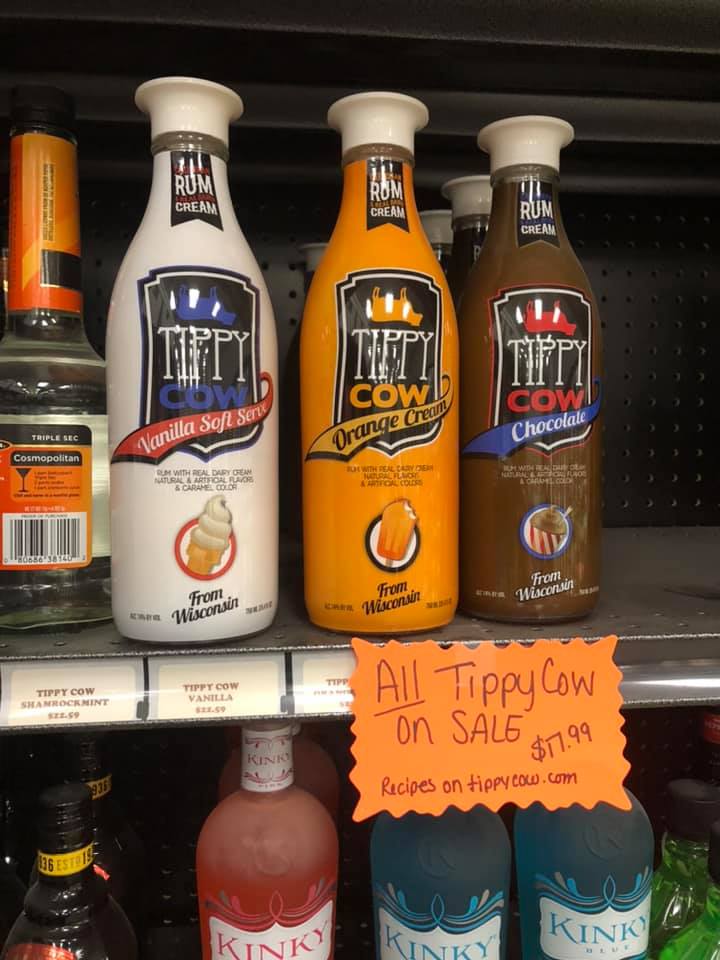 RUM
CREAM
TIPPY
COW
Vanilla Soft Serve
RUM WITH REAL DAIRY CREAM
NATURAL & ARTIFICIAL FLAVORS
& CARAMEL COLOR
From
Wisconsin
RUM
CREAM
TIPPY
COW
Orange Cream
RUM WITH REAL DAIRY CREAM
NATURAL FLAVORS
& ARTIFICIAL COLORS
From
Wisconsin
RUM
CREAM
TIPPY
COW
Chocolate
RUM WITH REAL DAIRY CREAM
NATURAL & ARTIFICIAL FLAVORS
& CARAMEL COLOR
From
Wisconsin
TRIPLE SEC
Cosmopolitan
TIPPY COW
SHAMROCKMINT
$22.59
TIPPY COW
VANILLA
$22.59
TIPP
All Tippy Cow
on SALE
$17.99
Recipes on tippycow.com
KINKY
PINK
KINKY
KINKY
KINKY
BLUE